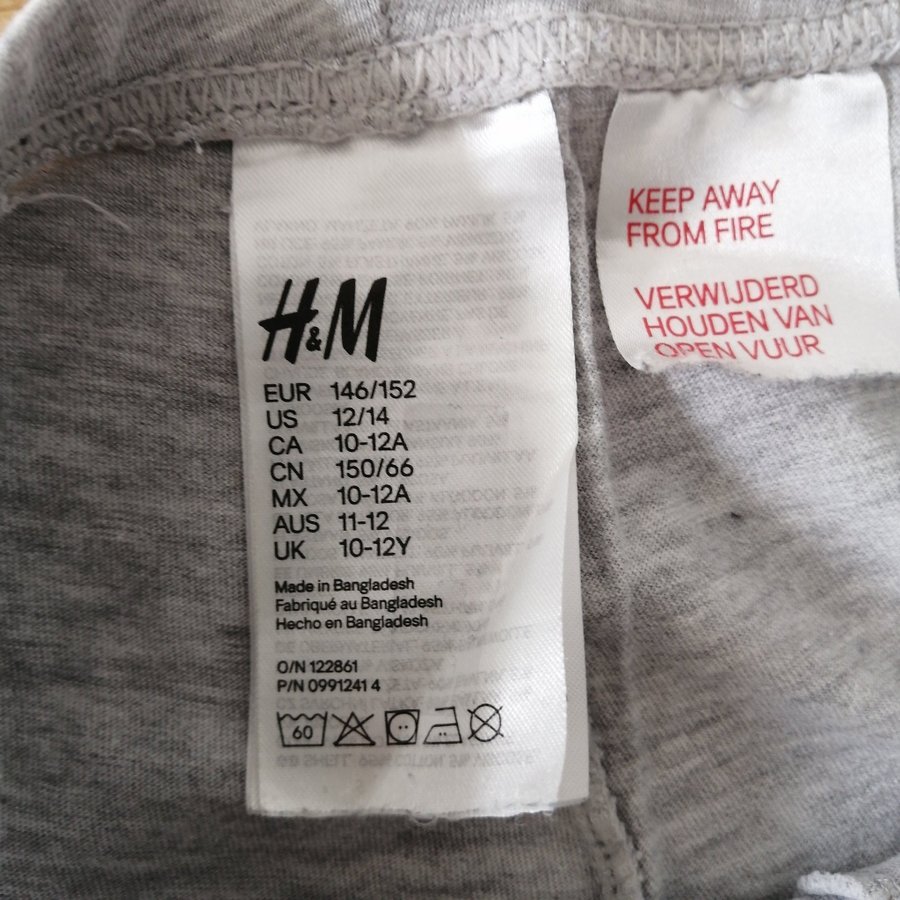 H&M
EUR 146/152
US 12/14
CA 10-12A
CN 150/66
MX 10-12A
AUS 11-12
UK 10-12Y
Made in Bangladesh
Fabriqué au Bangladesh
Hecho en Bangladesh
O/N 122861
P/N 0991241 4
60
KEEP AWAY
FROM FIRE
VERWIJDERD
HOUDEN VAN
OPEN VUUR